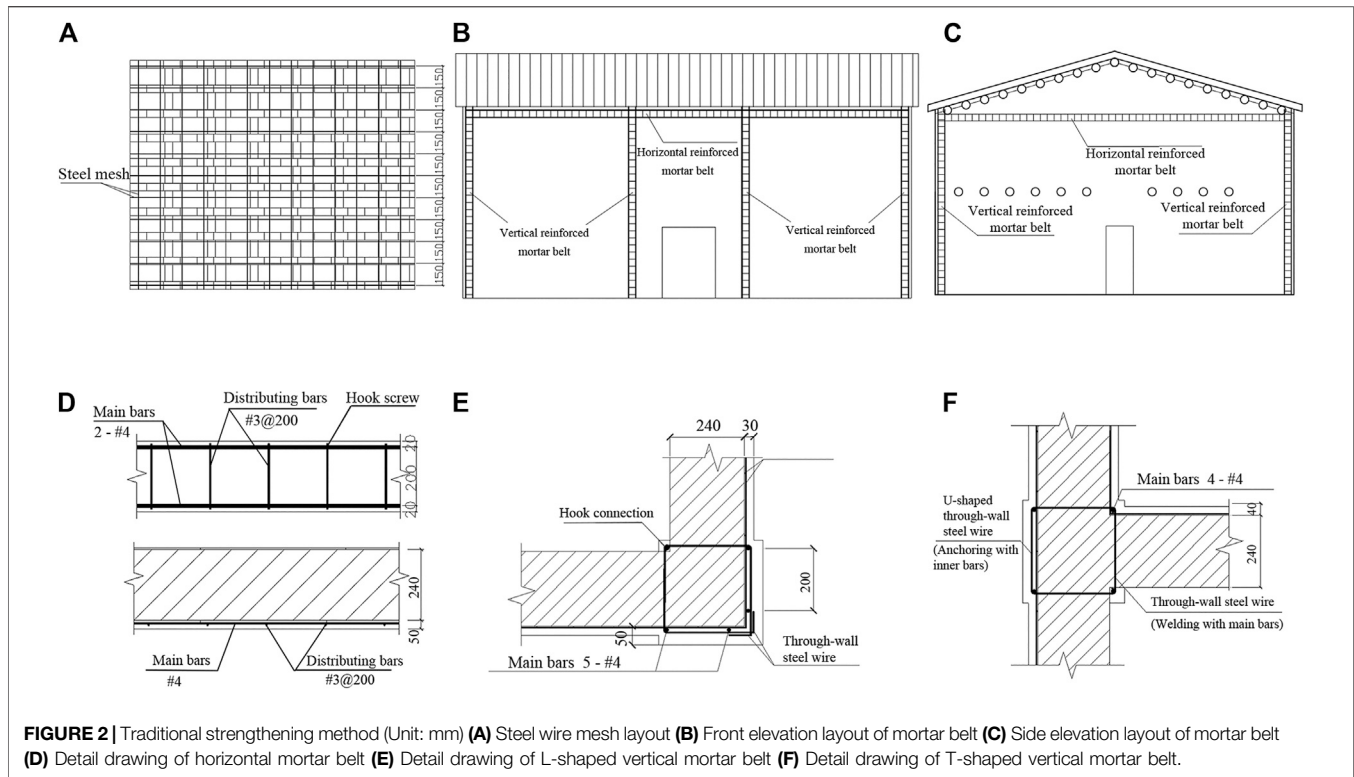 A
Steel mesh
150,150,150,150,150,150,150,150,150,150
B
Horizontal reinforced
mortar belt
Vertical reinforced
mortar belt
Vertical reinforced
mortar belt
C
Horizontal reinforced
mortar belt
Vertical reinforced
mortar belt
Vertical reinforced
mortar belt
D
Main bars
2 - #4
Distributing bars
#3@200
Hook screw
20
200
20
240
50
Main bars
#4
Distributing bars
#3@200
E
240
30
Hook connection
200
50
Through-wall
steel wire
Main bars 5 - #4
F
Main bars 4 - #4
U-shaped
through-wall
steel wire
(Anchoring with
inner bars)
40
240
Through-wall steel wire
(Welding with main bars)
FIGURE 2 | Traditional strengthening method (Unit: mm) (A) Steel wire mesh layout (B) Front elevation layout of mortar belt (C) Side elevation layout of mortar belt
(D) Detail drawing of horizontal mortar belt (E) Detail drawing of L-shaped vertical mortar belt (F) Detail drawing of T-shaped vertical mortar belt.